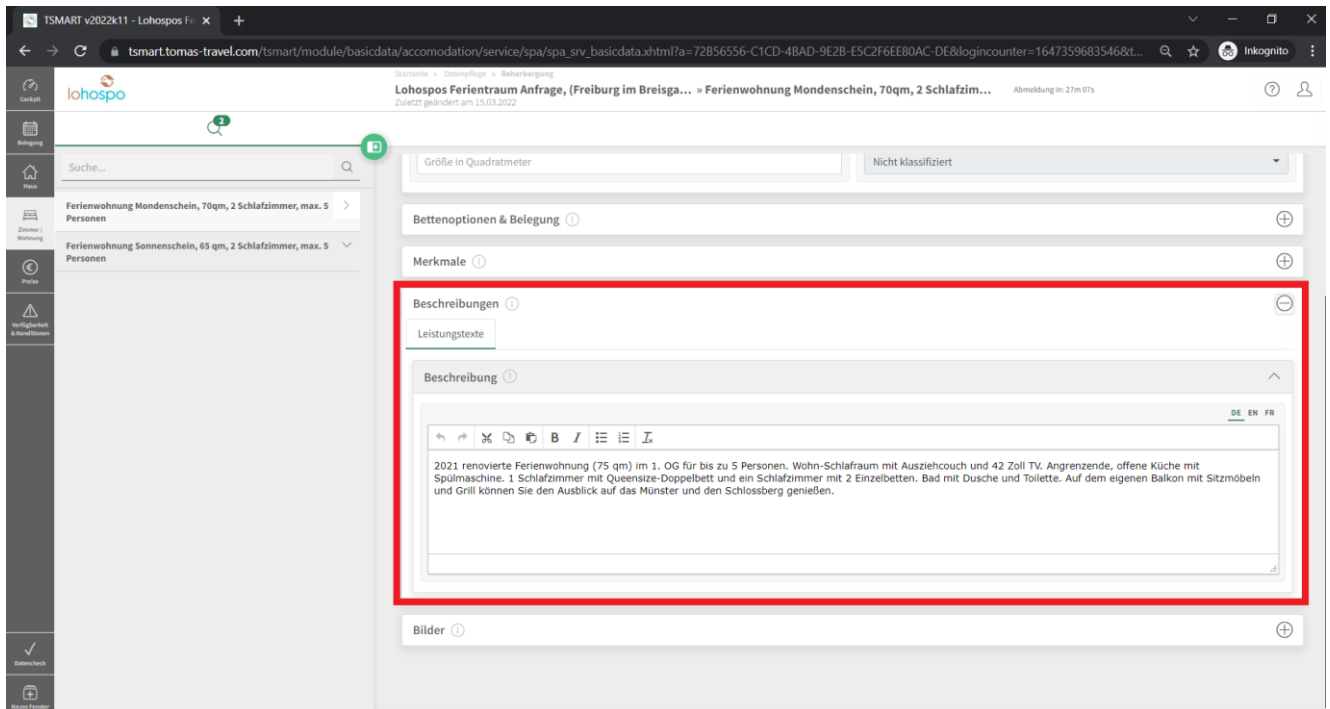 TSMART v2022k11 - Lohospos Fe
tsmart.tomas-travel.com/tsmart/module/basicdata/accomodation/service/spa/spa_srv_basicdata.xhtml?a=72B56556-C1CD-4BAD-9E2B-E5C2F6EE80AC-DE&logincounter=1647359683546&t...
Inkognito
Cockpit
lohospo
Startseite » Datenpflege » Beherbergung
Lohospos Ferientraum Anfrage, (Freiburg im Breisga... » Ferienwohnung Mondenschein, 70qm, 2 Schlafzim...
Abmeldung in: 27m 07s
Zuletzt geändert am 15.03.2022
2
Belegung
Haus
Zimmer /
Wohnung
Preise
Verfügbarkeit
& Konditionen
Datencheck
Neues Fenster
Suche...
Ferienwohnung Mondenschein, 70qm, 2 Schlafzimmer, max. 5
Personen
Ferienwohnung Sonnenschein, 65 qm, 2 Schlafzimmer, max. 5
Personen
Größe in Quadratmeter
Nicht klassifiziert
Bettenoptionen & Belegung
Merkmale
Beschreibungen
Leistungstexte
Beschreibung
DE EN FR
B I
2021 renovierte Ferienwohnung (75 qm) im 1. OG für bis zu 5 Personen. Wohn-Schlafraum mit Ausziehcouch und 42 Zoll TV. Angrenzende, offene Küche mit
Spülmaschine. 1 Schlafzimmer mit Queensize-Doppelbett und ein Schlafzimmer mit 2 Einzelbetten. Bad mit Dusche und Toilette. Auf dem eigenen Balkon mit Sitzmöbeln
und Grill können Sie den Ausblick auf das Münster und den Schlossberg genießen.
Bilder